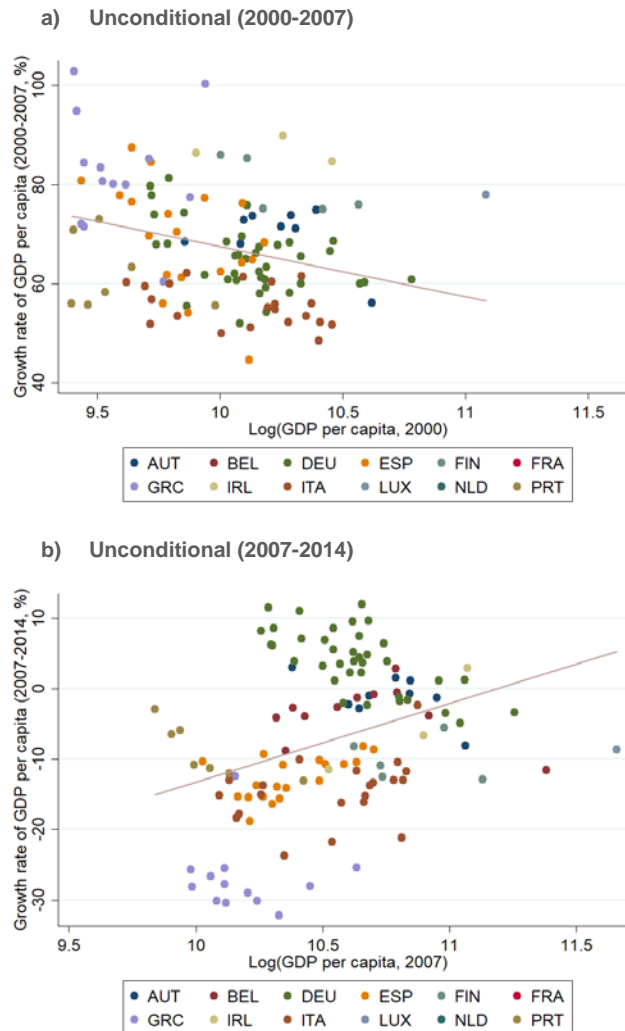 a) Unconditional (2000-2007)
Growth rate of GDP per capita (2000-2007, %)
100
80
60
40
9.5 10 10.5 11 11.5
Log(GDP per capita, 2000)
AUT BEL DEU ESP FIN FRA
GRC IRL ITA LUX NLD PRT
b) Unconditional (2007-2014)
Growth rate of GDP per capita (2007-2014, %)
10
0
-10
-20
-30
9.5 10 10.5 11 11.5
Log(GDP per capita, 2007)
AUT BEL DEU ESP FIN FRA
GRC IRL ITA LUX NLD PRT